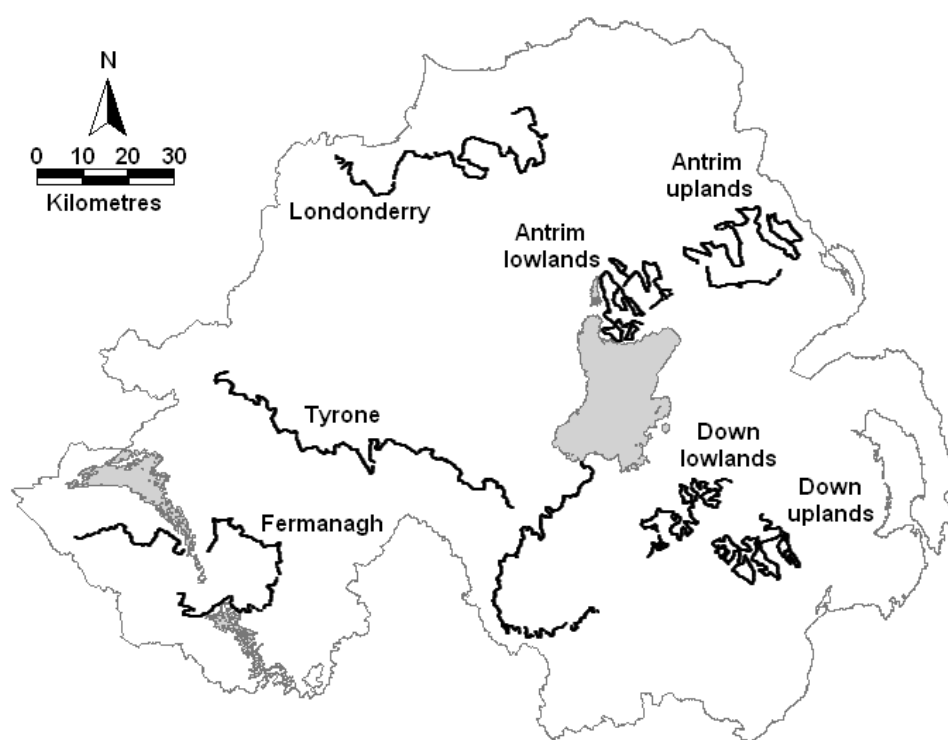 N
0 10 20 30
Kilometres
Londonderry
Antrim
uplands
Antrim
lowlands
Tyrone
Down
lowlands
Down
uplands
Fermanagh